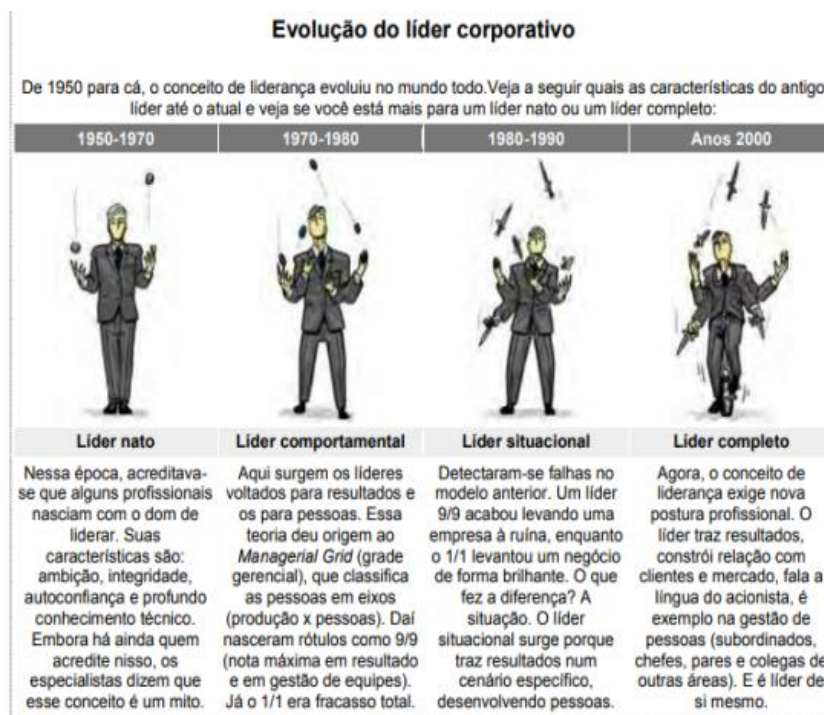 Evolução do líder corporativo
De 1950 para cá, o conceito de liderança evoluiu no mundo todo.Veja a seguir quais as características do antigo
líder até o atual e veja se você está mais para um líder nato ou um líder completo:
1950-1970
1970-1980
1980-1990
Anos 2000
Líder nato
Nessa época, acreditava-
se que alguns profissionais
nasciam com o dom de
liderar. Suas
características são:
ambição, integridade,
autoconfiança e profundo
conhecimento técnico.
Embora há ainda quem
acredite nisso, os
especialistas dizem que
esse conceito é um mito.
Líder comportamental
Aqui surgem os líderes
voltados para resultados e
os para pessoas. Essa
teoria deu origem ao
Managerial Grid (grade
gerencial), que classifica
as pessoas em eixos
(produção x pessoas). Daí
nasceram rótulos como 9/9
(nota máxima em resultado
e em gestão de equipes).
Já o 1/1 era fracasso total.
Líder situacional
Detectaram-se falhas no
modelo anterior. Um líder
9/9 acabou levando uma
empresa à ruína, enquanto
o 1/1 levantou um negócio
de forma brilhante. O que
fez a diferença? A
situação. O líder
situacional surge porque
traz resultados num
cenário específico,
desenvolvendo pessoas.
Líder completo
Agora, o conceito de
liderança exige nova
postura profissional. O
líder traz resultados,
constrói relação com
clientes e mercado, fala a
língua do acionista, é
exemplo na gestão de
pessoas (subordinados,
chefes, pares e colegas de
outras áreas). E é líder de
si mesmo.